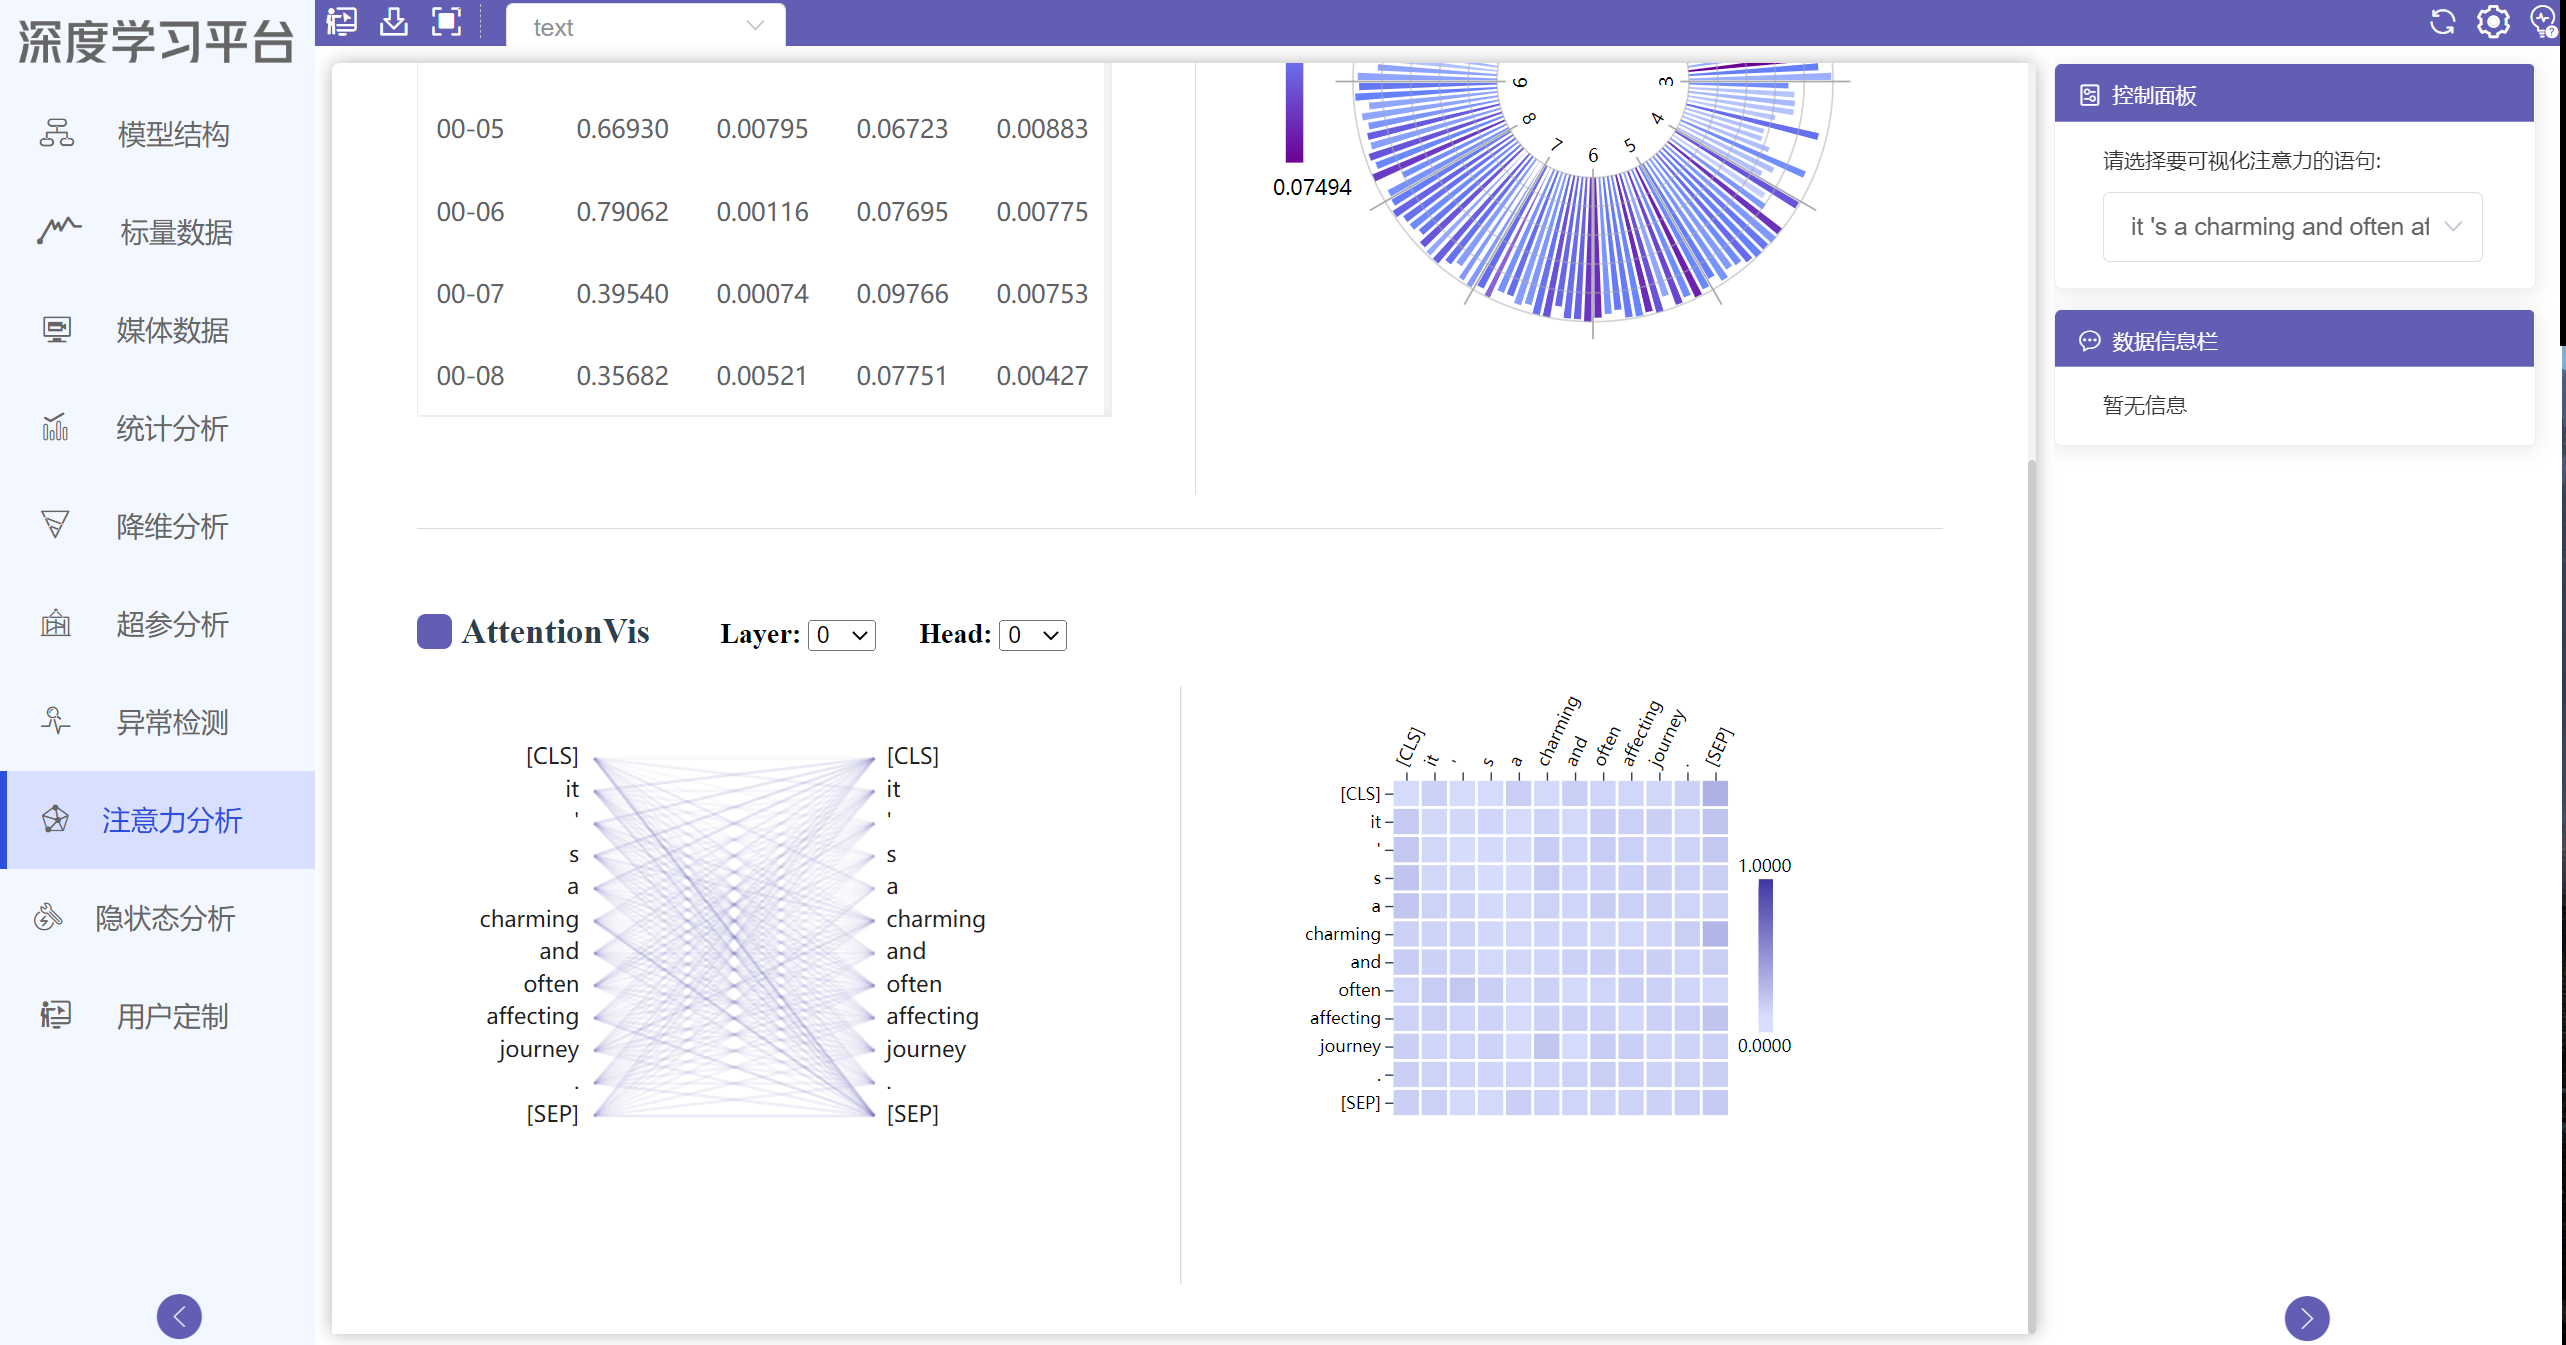 深度学习平台
模型结构
标量数据
媒体数据
统计分析
降维分析
超参分析
异常检测
注意力分析
隐状态分析
用户定制
text
00-05 0.66930 0.00795 0.06723 0.00883
00-06 0.79062 0.00116 0.07695 0.00775
00-07 0.39540 0.00074 0.09766 0.00753
00-08 0.35682 0.00521 0.07751 0.00427
0.07494
3
4
5
6
7
8
9
AttentionVis Layer: 0 Head: 0
[CLS] [CLS]
it it
' '
s s
a a
charming charming
and and
often often
affecting affecting
journey journey
. .
[SEP] [SEP]
[CLS] it ' s a charming and often affecting journey . [SEP]
[CLS]
it
'
s
a
charming
and
often
affecting
journey
.
[SEP]
1.0000
0.0000
控制面板
请选择要可视化注意力的语句:
it 's a charming and often af
数据信息栏
暂无信息